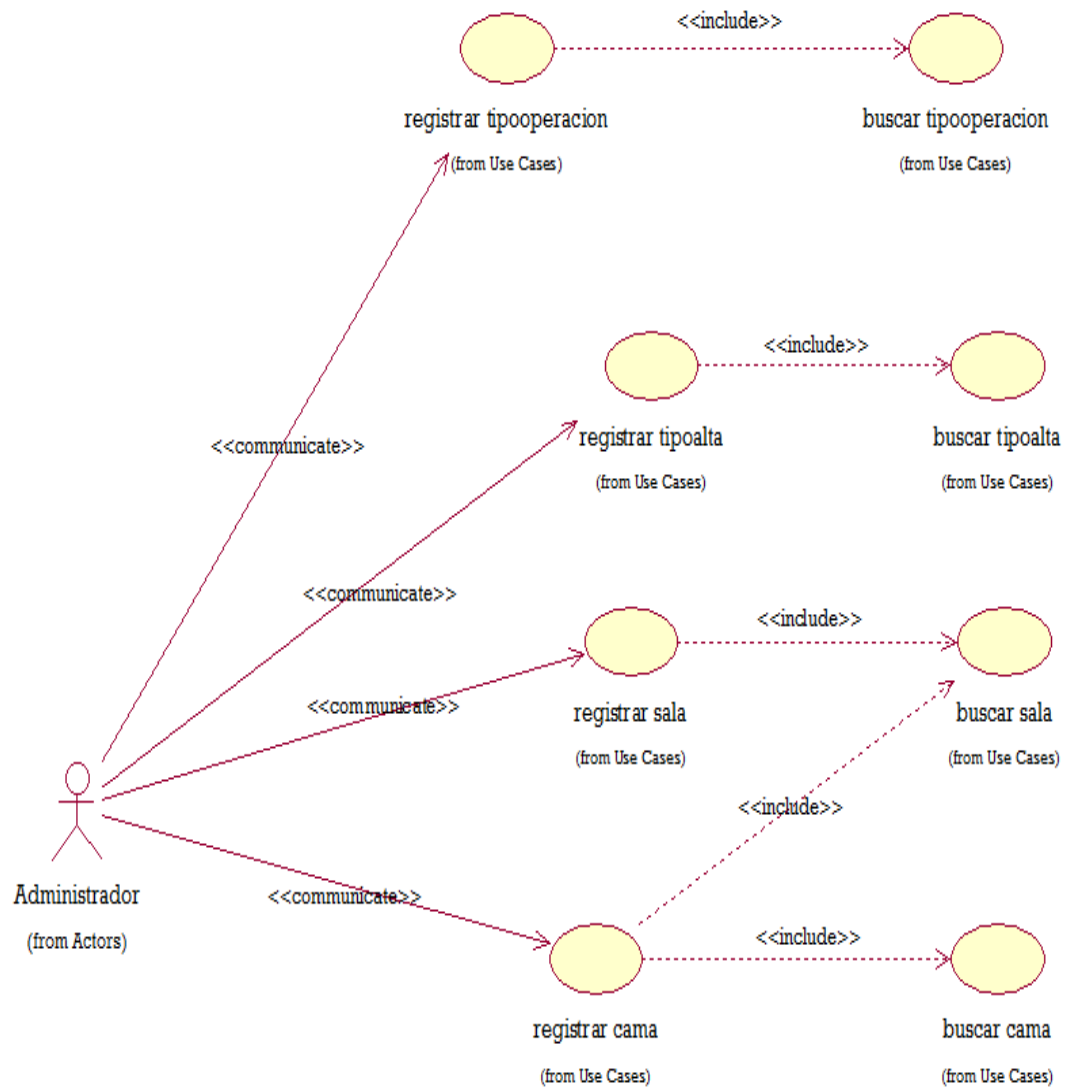 <<include>>
registrar tipooperacion
buscar tipooperacion
(from Use Cases)
(from Use Cases)
<<include>>
<<communicate>>
registrar tipoalta
buscar tipoalta
(from Use Cases)
(from Use Cases)
<<communicate>>
<<include>>
<<communicate>>
registrar sala
buscar sala
(from Use Cases)
(from Use Cases)
<<include>>
Administrador
<<communicate>>
(from Actors)
<<include>>
registrar cama
buscar cama
(from Use Cases)
(from Use Cases)